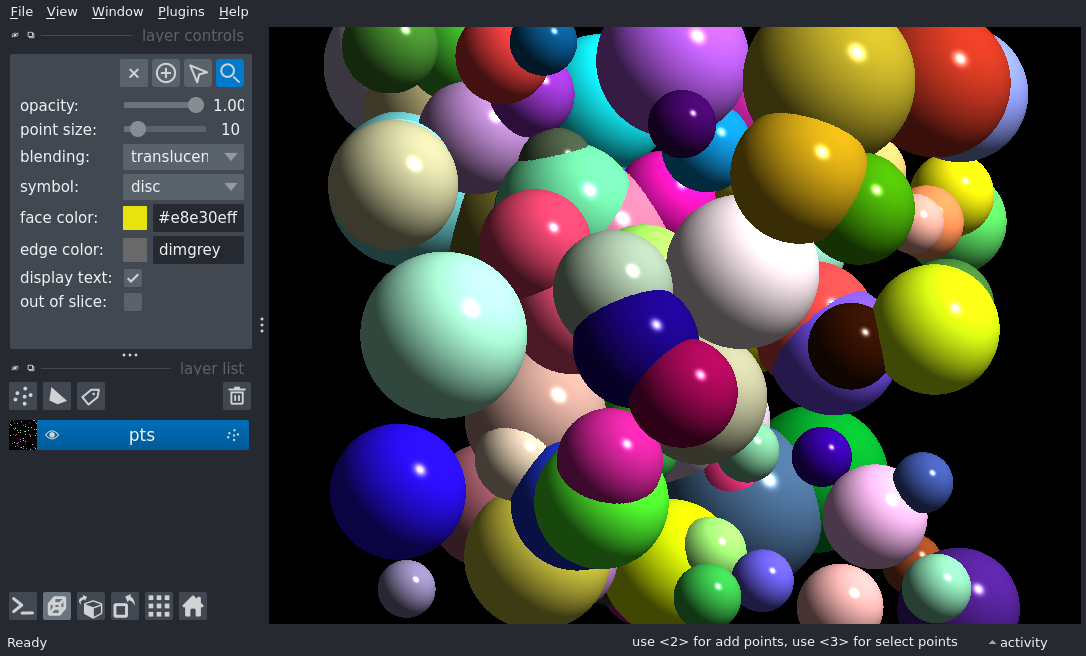 File View Window Plugins Help
layer controls
opacity: 1.00
point size: 10
blending: translucen
symbol: disc
face color: #e8e30eff
edge color: dimgrey
display text:
out of slice:
layer list
pts
Ready
use <2> for add points, use <3> for select points
activity